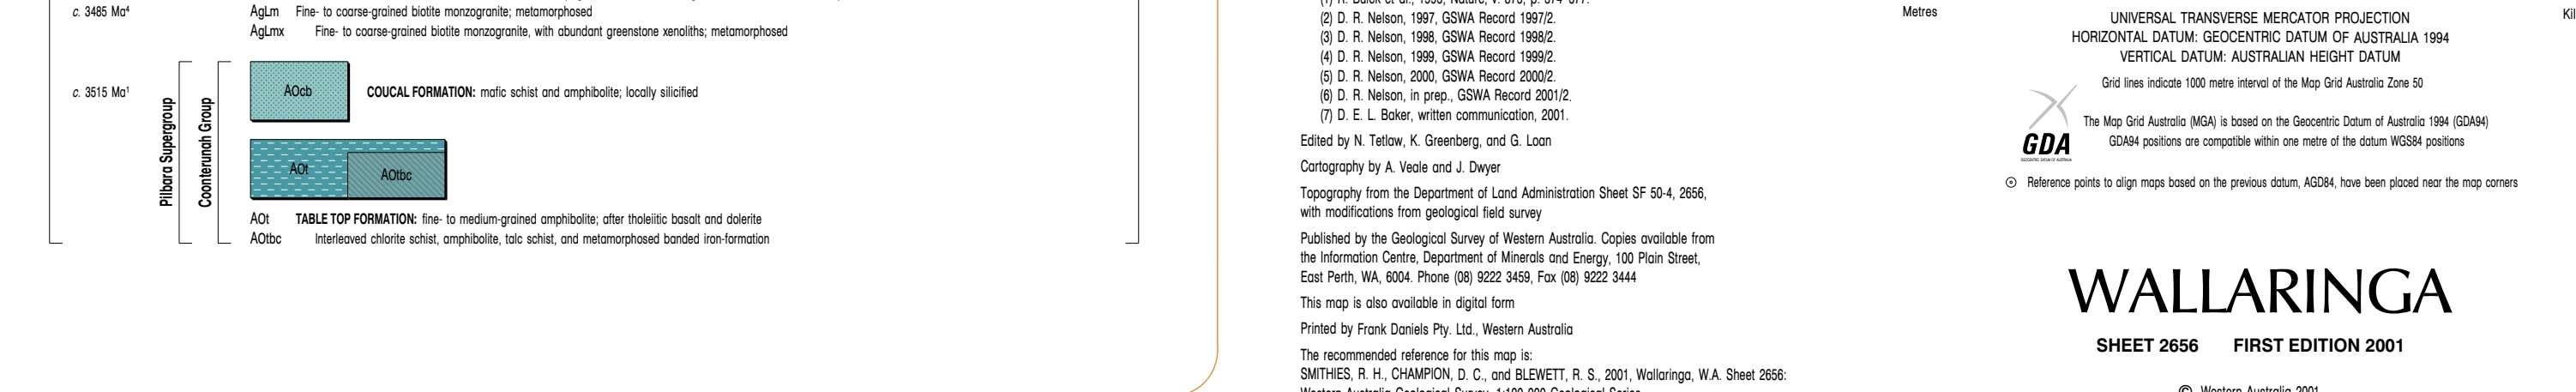 c. 3485 Ma⁴
AgLm Fine- to coarse-grained biotite monzogranite; metamorphosed
AgLmx Fine- to coarse-grained biotite monzogranite, with abundant greenstone xenoliths; metamorphosed
c. 3515 Ma¹
Pilbara Supergroup
Coonterunah Group
AOcb
COUCAL FORMATION: mafic schist and amphibolite; locally silicified
AOt
AOtbc
AOt TABLE TOP FORMATION: fine- to medium-grained amphibolite; after tholeiitic basalt and dolerite
AOtbc Interleaved chlorite schist, amphibolite, talc schist, and metamorphosed banded iron-formation
(2) D. R. Nelson, 1997, GSWA Record 1997/2.
(3) D. R. Nelson, 1998, GSWA Record 1998/2.
(4) D. R. Nelson, 1999, GSWA Record 1999/2.
(5) D. R. Nelson, 2000, GSWA Record 2000/2.
(6) D. R. Nelson, in prep., GSWA Record 2001/2.
(7) D. E. L. Baker, written communication, 2001.
Edited by N. Tetlaw, K. Greenberg, and G. Loan
Cartography by A. Veale and J. Dwyer
Topography from the Department of Land Administration Sheet SF 50-4, 2656,
with modifications from geological field survey
Published by the Geological Survey of Western Australia. Copies available from
the Information Centre, Department of Minerals and Energy, 100 Plain Street,
East Perth, WA, 6004. Phone (08) 9222 3459, Fax (08) 9222 3444
This map is also available in digital form
Printed by Frank Daniels Pty. Ltd., Western Australia
The recommended reference for this map is:
SMITHIES, R. H., CHAMPION, D. C., and BLEWETT, R. S., 2001, Wallaringa, W.A. Sheet 2656:
Metres
Kil
UNIVERSAL TRANSVERSE MERCATOR PROJECTION
HORIZONTAL DATUM: GEOCENTRIC DATUM OF AUSTRALIA 1994
VERTICAL DATUM: AUSTRALIAN HEIGHT DATUM
Grid lines indicate 1000 metre interval of the Map Grid Australia Zone 50
GDA
GEOCENTRIC DATUM OF AUSTRALIA
The Map Grid Australia (MGA) is based on the Geocentric Datum of Australia 1994 (GDA94)
GDA94 positions are compatible within one metre of the datum WGS84 positions
Reference points to align maps based on the previous datum, AGD84, have been placed near the map corners
WALLARINGA
SHEET 2656 FIRST EDITION 2001
© Western Australia 2001